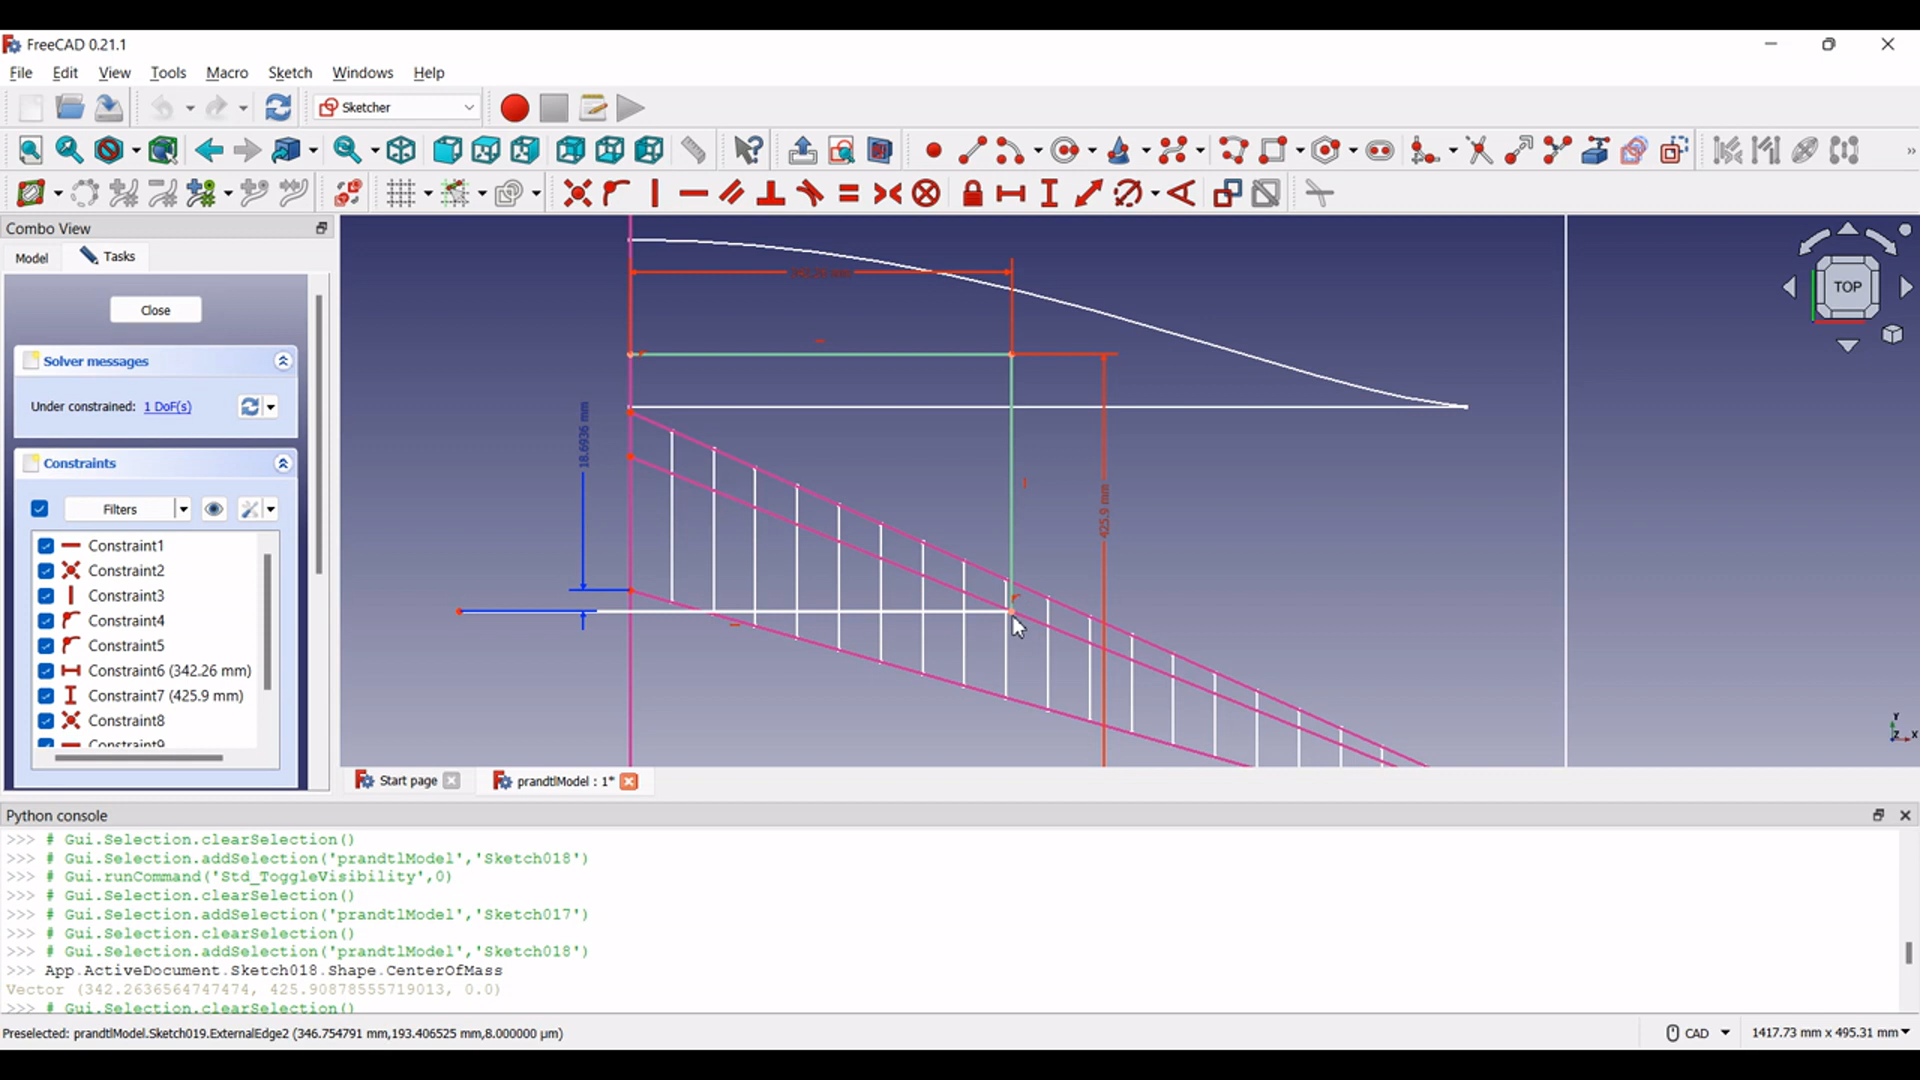 FreeCAD 0.21.1
File Edit View Tools Macro Sketch Windows Help
Sketcher
»
Combo View
Model Tasks
Close
Solver messages
Under constrained: 1 DoF(s)
Constraints
Filters
Constraint1
Constraint2
Constraint3
Constraint4
Constraint5
Constraint6 (342.26 mm)
Constraint7 (425.9 mm)
Constraint8
Constraint9
18.6936 mm
425.9 mm
TOP
Y
Z X
Start page prandtlModel : 1*
Python console
>>> # Gui.Selection.clearSelection()
>>> # Gui.Selection.addSelection('prandtlModel','Sketch018')
>>> # Gui.runCommand('Std_ToggleVisibility',0)
>>> # Gui.Selection.clearSelection()
>>> # Gui.Selection.addSelection('prandtlModel','Sketch017')
>>> # Gui.Selection.clearSelection()
>>> # Gui.Selection.addSelection('prandtlModel','Sketch018')
>>> App.ActiveDocument.Sketch018.Shape.CenterOfMass
Vector (342.2636564747474, 425.90878555719013, 0.0)
>>> # Gui.Selection.clearSelection()
Preselected: prandtlModel.Sketch019.ExternalEdge2 (346.754791 mm,193.406525 mm,8.000000 µm)
CAD
1417.73 mm x 495.31 mm